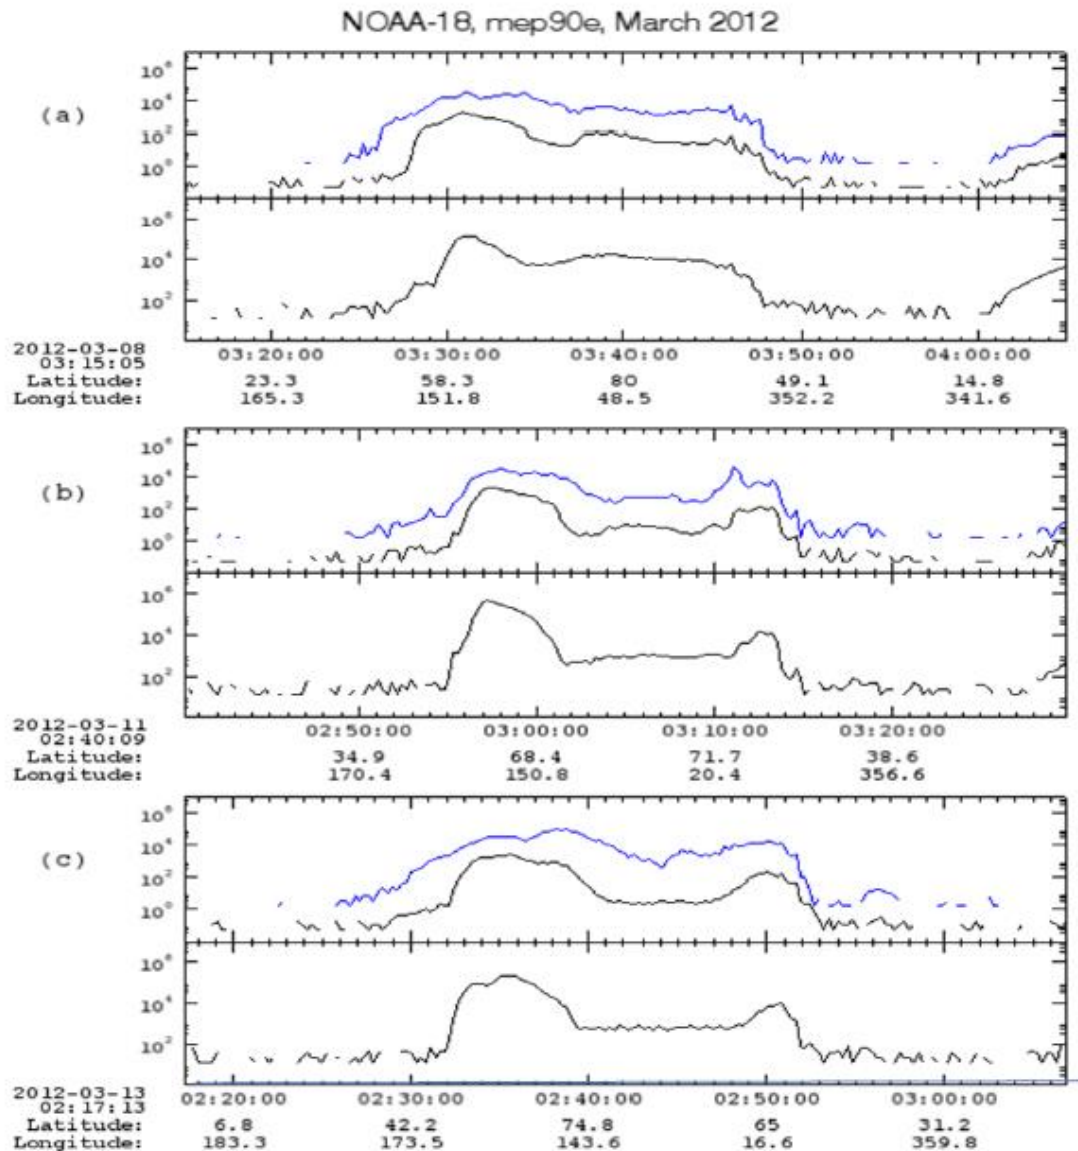 NOAA-18, mep90e, March 2012
(a)
10⁶
10⁴
10²
10⁰
10⁶
10⁴
10²
2012-03-08 03:20:00 03:30:00 03:40:00 03:50:00 04:00:00
03:15:05
Latitude: 23.3 58.3 80 49.1 14.8
Longitude: 165.3 151.8 48.5 352.2 341.6
(b)
10⁶
10⁴
10²
10⁰
10⁶
10⁴
10²
2012-03-11 02:50:00 03:00:00 03:10:00 03:20:00
02:40:09
Latitude: 34.9 68.4 71.7 38.6
Longitude: 170.4 150.8 20.4 356.6
(c)
10⁶
10⁴
10²
10⁰
10⁶
10⁴
10²
2012-03-13 02:20:00 02:30:00 02:40:00 02:50:00 03:00:00
02:17:13
Latitude: 6.8 42.2 74.8 65 31.2
Longitude: 183.3 173.5 143.6 16.6 359.8